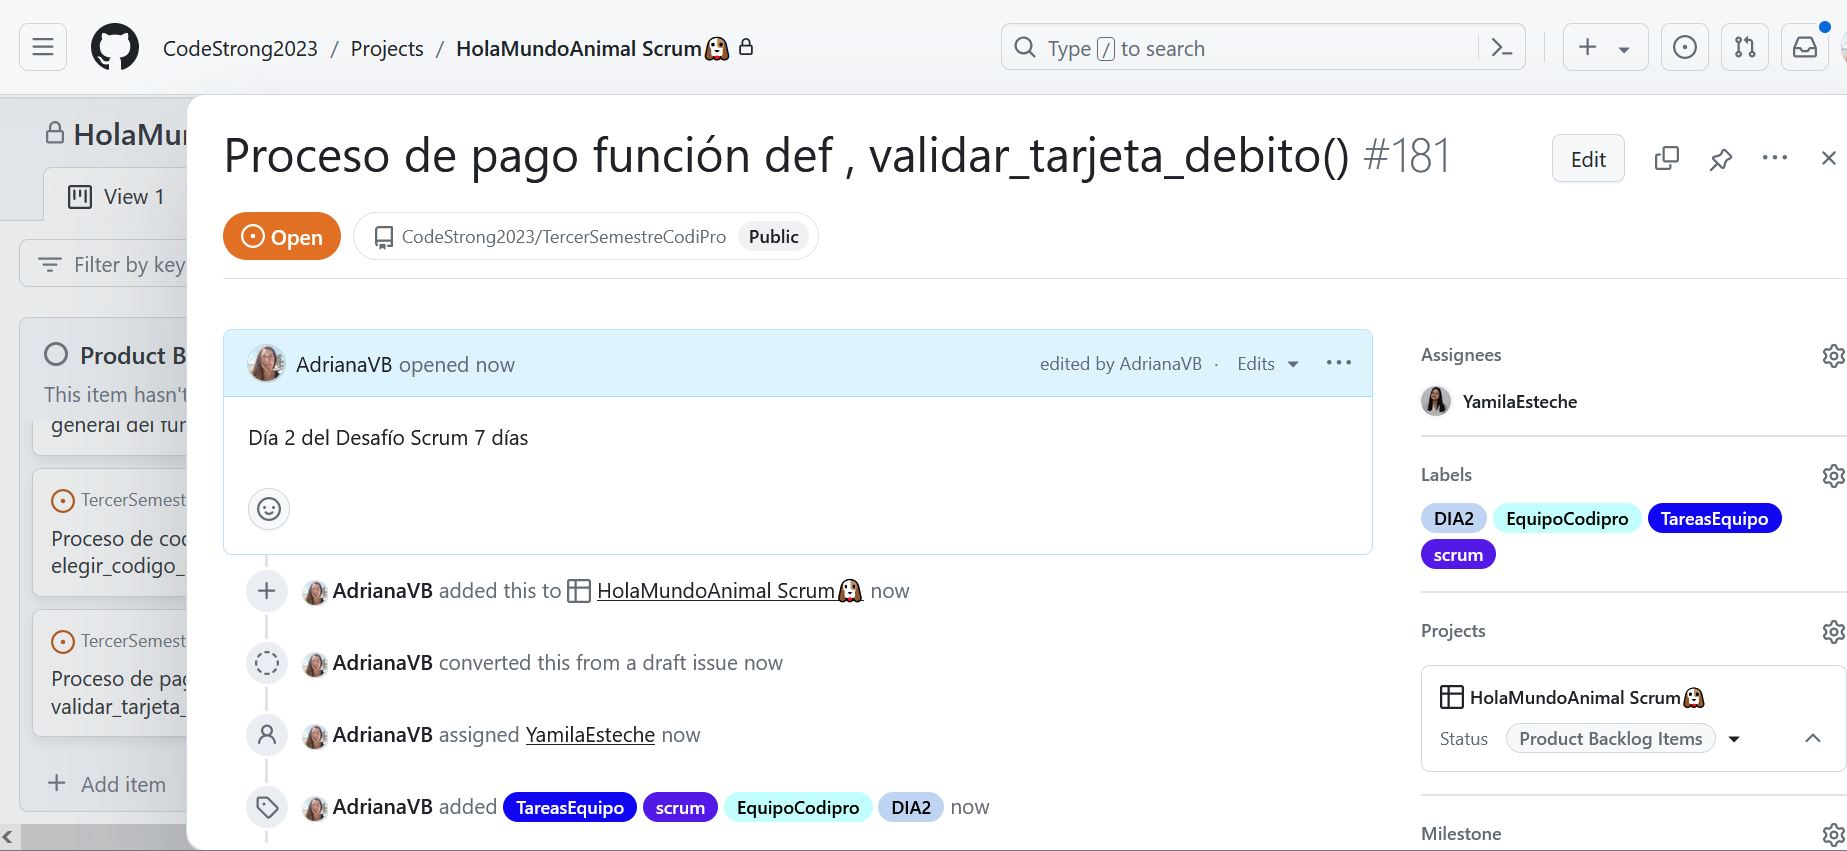 CodeStrong2023 / Projects / HolaMundoAnimal Scrum
Type / to search
HolaMu
View 1
Filter by key
Product B
This item hasn't
general del fur
TercerSemest
Proceso de co
elegir_codigo_
TercerSemest
Proceso de pag
validar_tarjeta_
Add item
Proceso de pago función def , validar_tarjeta_debito() #181
Edit
Open
CodeStrong2023/TercerSemestreCodiPro Public
AdrianaVB opened now
edited by AdrianaVB · Edits
Día 2 del Desafío Scrum 7 días
AdrianaVB added this to HolaMundoAnimal Scrum now
AdrianaVB converted this from a draft issue now
AdrianaVB assigned YamilaEsteche now
AdrianaVB added TareasEquipo scrum EquipoCodipro DIA2 now
Assignees
YamilaEsteche
Labels
DIA2 EquipoCodipro TareasEquipo
scrum
Projects
HolaMundoAnimal Scrum
Status Product Backlog Items
Milestone